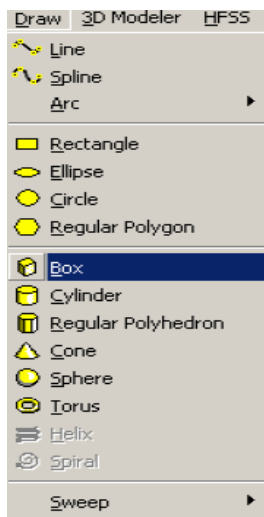 Draw 3D Modeler HFSS
Line
Spline
Arc
Rectangle
Ellipse
Circle
Regular Polygon
Box
Cylinder
Regular Polyhedron
Cone
Sphere
Torus
Helix
Spiral
Sweep